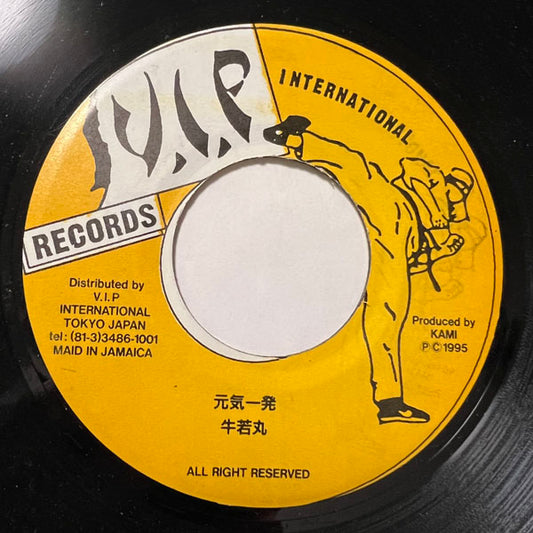 V.I.P
INTERNATIONAL
RECORDS
Distributed by
V.I.P
INTERNATIONAL
TOKYO JAPAN
tel: (81-3)3486-1001
MAID IN JAMAICA
Produced by
KAMI
P©1995
元気一発
牛若丸
ALL RIGHT RESERVED